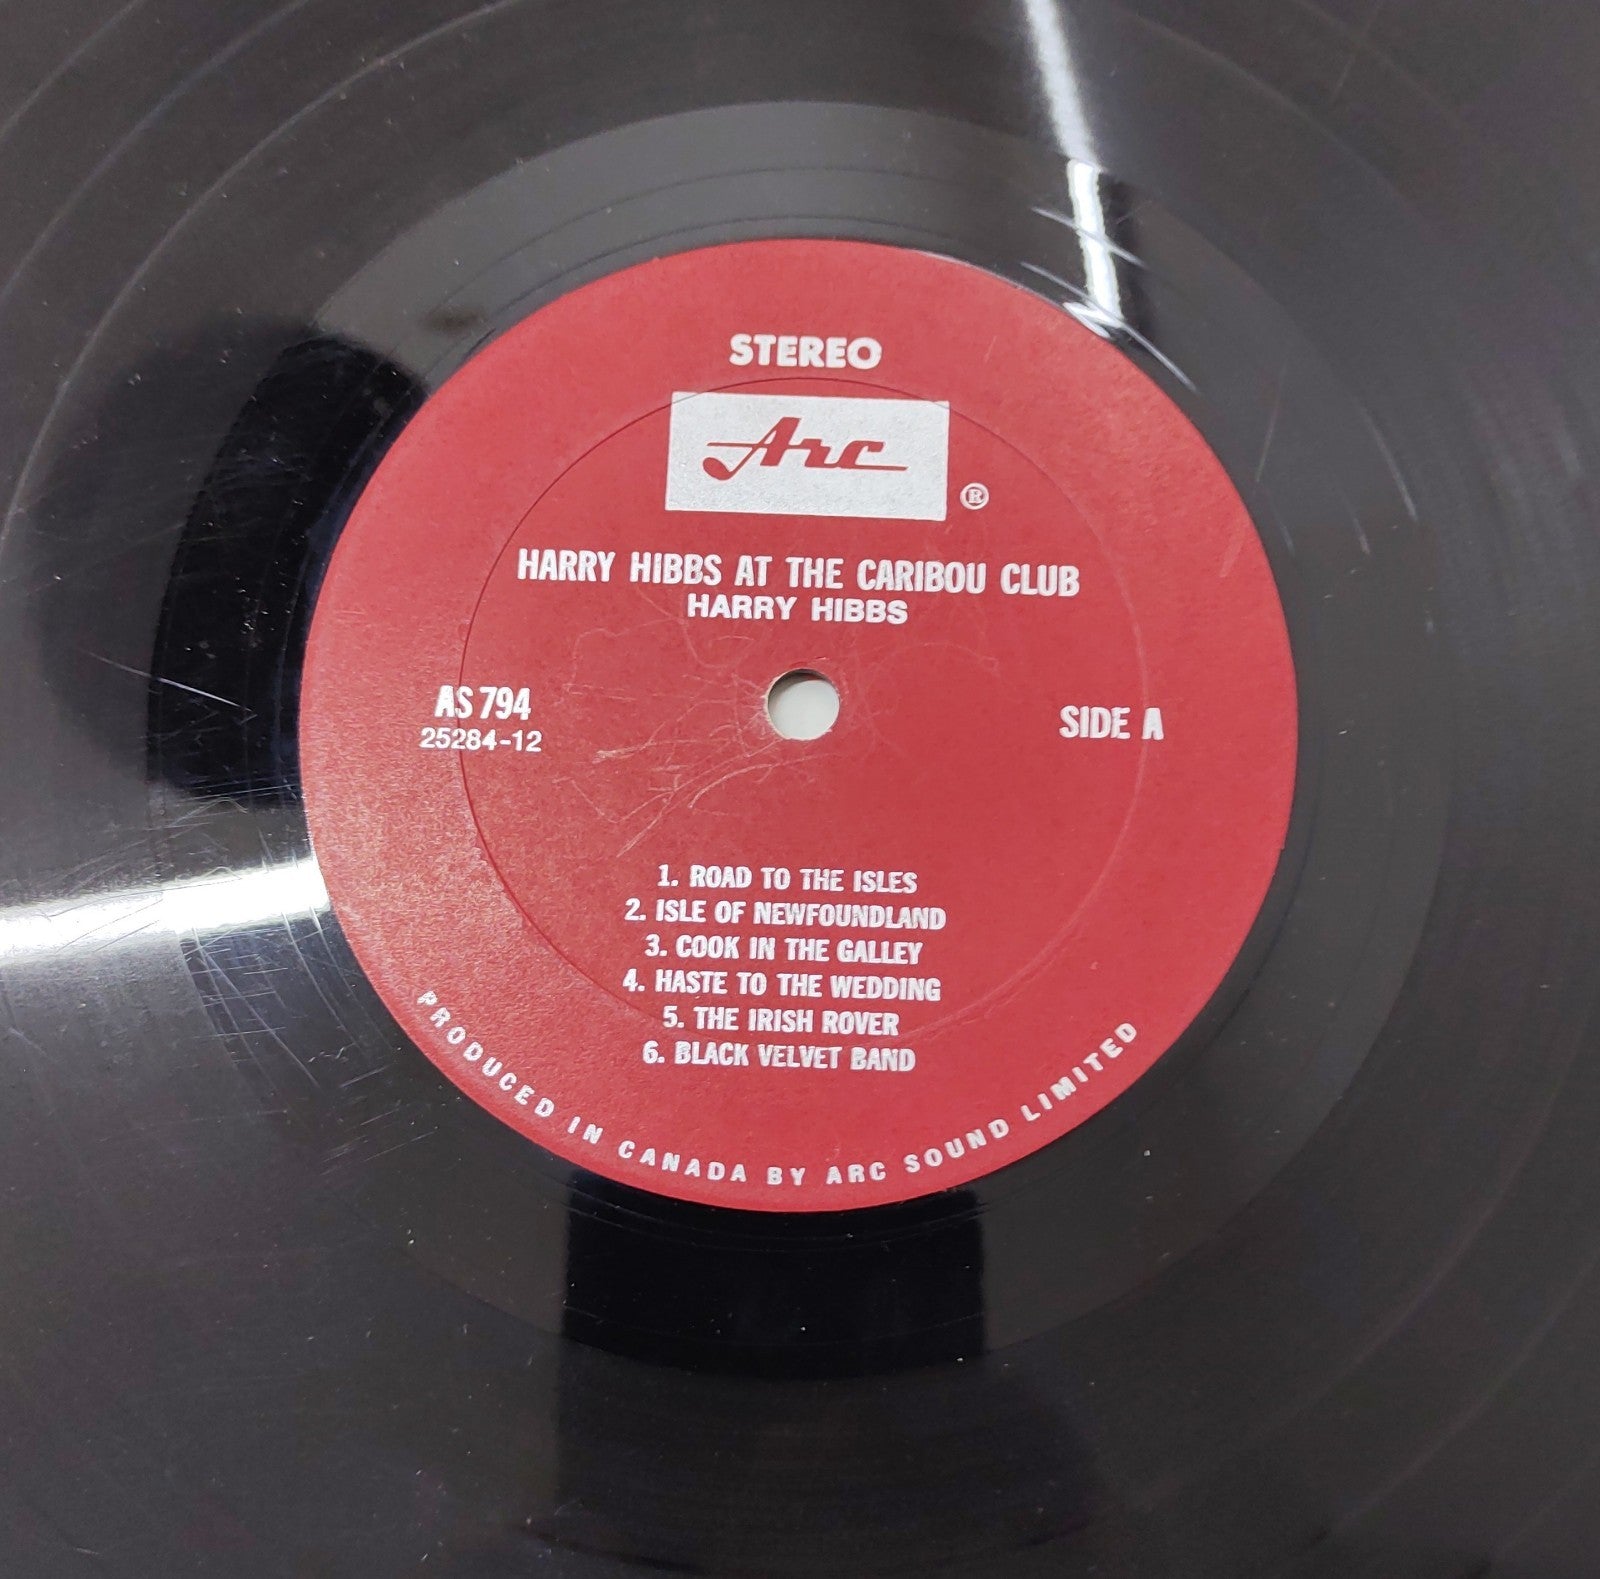 STEREO
Arc
®
HARRY HIBBS AT THE CARIBOU CLUB
HARRY HIBBS
AS 794
25284-12
SIDE A
1. ROAD TO THE ISLES
2. ISLE OF NEWFOUNDLAND
3. COOK IN THE GALLEY
4. HASTE TO THE WEDDING
5. THE IRISH ROVER
6. BLACK VELVET BAND
PRODUCED IN CANADA BY ARC SOUND LIMITED